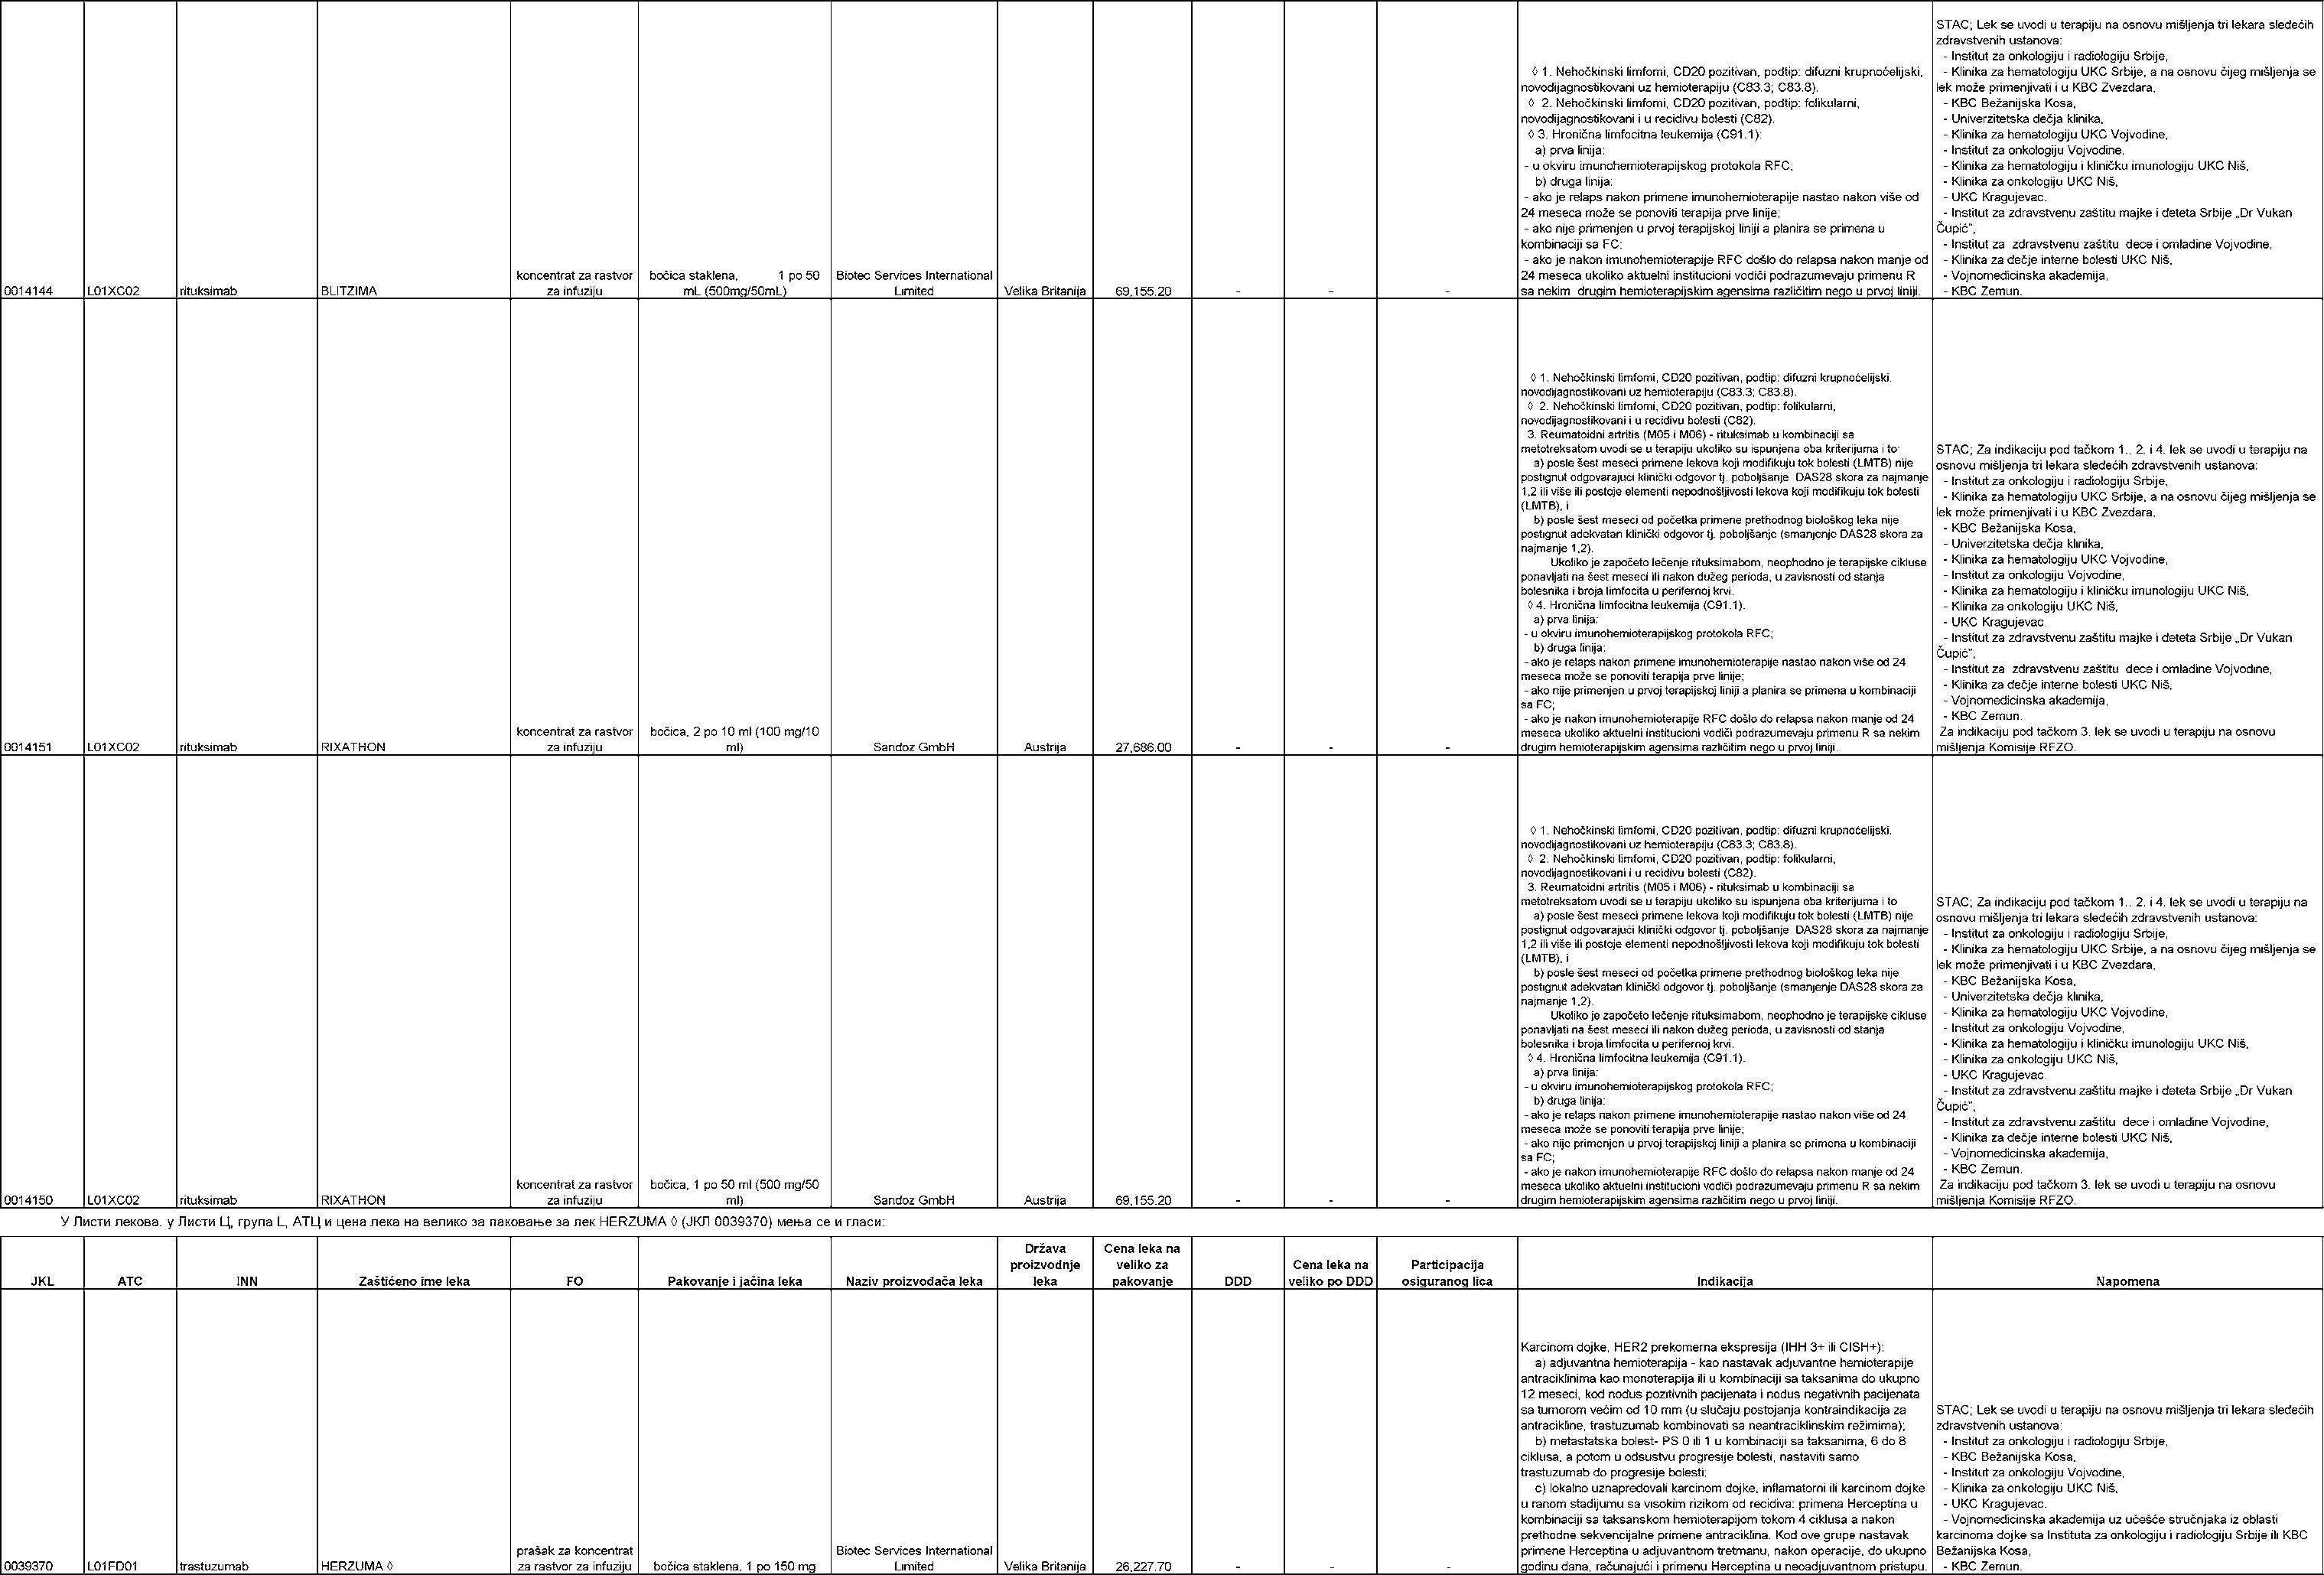 0014144
L01XC02
rituksimab
BLITZIMA
koncentrat za rastvor
za infuziju
bočica staklena, 1 po 50
mL (500mg/50mL)
Biotec Services International
Limited
Velika Britanija
69,155.20
-
-
-
◊ 1. Nehočkinski limfomi, CD20 pozitivan, podtip: difuzni krupnoćelijski,
novodijagnostikovani uz hemioterapiju (C83.3; C83.8).
◊ 2. Nehočkinski limfomi, CD20 pozitivan, podtip: folikularni,
novodijagnostikovani i u recidivu bolesti (C82).
◊ 3. Hronična limfocitna leukemija (C91.1):
a) prva linija:
- u okviru imunohemioterapijskog protokola RFC;
b) druga linija:
- ako je relaps nakon primene imunohemioterapije nastao nakon više od
24 meseca može se ponoviti terapija prve linije;
- ako nije primenjen u prvoj terapijskoj liniji a planira se primena u
kombinaciji sa FC;
- ako je nakon imunohemioterapije RFC došlo do relapsa nakon manje od
24 meseca ukoliko aktuelni institucioni vodiči podrazumevaju primenu R
sa nekim drugim hemioterapijskim agensima različitim nego u prvoj liniji.
STAC; Lek se uvodi u terapiju na osnovu mišljenja tri lekara sledećih
zdravstvenih ustanova:
- Institut za onkologiju i radiologiju Srbije,
- Klinika za hematologiju UKC Srbije, a na osnovu čijeg mišljenja se
lek može primenjivati i u KBC Zvezdara,
- KBC Bežanijska Kosa,
- Univerzitetska dečja klinika,
- Klinika za hematologiju UKC Vojvodine,
- Institut za onkologiju Vojvodine,
- Klinika za hematologiju i kliničku imunologiju UKC Niš,
- Klinika za onkologiju UKC Niš,
- UKC Kragujevac.
- Institut za zdravstvenu zaštitu majke i deteta Srbije „Dr Vukan
Čupić”,
- Institut za zdravstvenu zaštitu dece i omladine Vojvodine,
- Klinika za dečje interne bolesti UKC Niš,
- Vojnomedicinska akademija,
- KBC Zemun.
0014151
L01XC02
rituksimab
RIXATHON
koncentrat za rastvor
za infuziju
bočica, 2 po 10 ml (100 mg/10
ml)
Sandoz GmbH
Austrija
27,686.00
-
-
-
◊ 1. Nehočkinski limfomi, CD20 pozitivan, podtip: difuzni krupnoćelijski,
novodijagnostikovani uz hemioterapiju (C83.3; C83.8).
◊ 2. Nehočkinski limfomi, CD20 pozitivan, podtip: folikularni,
novodijagnostikovani i u recidivu bolesti (C82).
3. Reumatoidni artritis (M05 i M06) - rituksimab u kombinaciji sa
metotreksatom uvodi se u terapiju ukoliko su ispunjena oba kriterijuma i to:
a) posle šest meseci primene lekova koji modifikuju tok bolesti (LMTB) nije
postignut odgovarajući klinički odgovor tj. poboljšanje DAS28 skora za najmanje
1,2 ili više ili postoje elementi nepodnošljivosti lekova koji modifikuju tok bolesti
(LMTB), i
b) posle šest meseci od početka primene prethodnog biološkog leka nije
postignut adekvatan klinički odgovor tj. poboljšanje (smanjenje DAS28 skora za
najmanje 1,2).
Ukoliko je započeto lečenje rituksimabom, neophodno je terapijske cikluse
ponavljati na šest meseci ili nakon dužeg perioda, u zavisnosti od stanja
bolesnika i broja limfocita u perifernoj krvi.
◊ 4. Hronična limfocitna leukemija (C91.1).
a) prva linija:
- u okviru imunohemioterapijskog protokola RFC;
b) druga linija:
- ako je relaps nakon primene imunohemioterapije nastao nakon više od 24
meseca može se ponoviti terapija prve linije;
- ako nije primenjen u prvoj terapijskoj liniji a planira se primena u kombinaciji
sa FC;
- ako je nakon imunohemioterapije RFC došlo do relapsa nakon manje od 24
meseca ukoliko aktuelni institucioni vodiči podrazumevaju primenu R sa nekim
drugim hemioterapijskim agensima različitim nego u prvoj liniji.
STAC; Za indikaciju pod tačkom 1., 2. i 4. lek se uvodi u terapiju na
osnovu mišljenja tri lekara sledećih zdravstvenih ustanova:
- Institut za onkologiju i radiologiju Srbije,
- Klinika za hematologiju UKC Srbije, a na osnovu čijeg mišljenja se
lek može primenjivati i u KBC Zvezdara,
- KBC Bežanijska Kosa,
- Univerzitetska dečja klinika,
- Klinika za hematologiju UKC Vojvodine,
- Institut za onkologiju Vojvodine,
- Klinika za hematologiju i kliničku imunologiju UKC Niš,
- Klinika za onkologiju UKC Niš,
- UKC Kragujevac.
- Institut za zdravstvenu zaštitu majke i deteta Srbije „Dr Vukan
Čupić”,
- Institut za zdravstvenu zaštitu dece i omladine Vojvodine,
- Klinika za dečje interne bolesti UKC Niš,
- Vojnomedicinska akademija,
- KBC Zemun.
Za indikaciju pod tačkom 3. lek se uvodi u terapiju na osnovu
mišljenja Komisije RFZO.
0014150
L01XC02
rituksimab
RIXATHON
koncentrat za rastvor
za infuziju
bočica, 1 po 50 ml (500 mg/50
ml)
Sandoz GmbH
Austrija
69,155.20
-
-
-
◊ 1. Nehočkinski limfomi, CD20 pozitivan, podtip: difuzni krupnoćelijski,
novodijagnostikovani uz hemioterapiju (C83.3; C83.8).
◊ 2. Nehočkinski limfomi, CD20 pozitivan, podtip: folikularni,
novodijagnostikovani i u recidivu bolesti (C82).
3. Reumatoidni artritis (M05 i M06) - rituksimab u kombinaciji sa
metotreksatom uvodi se u terapiju ukoliko su ispunjena oba kriterijuma i to
a) posle šest meseci primene lekova koji modifikuju tok bolesti (LMTB) nije
postignut odgovarajući klinički odgovor tj. poboljšanje DAS28 skora za najmanje
1,2 ili više ili postoje elementi nepodnošljivosti lekova koji modifikuju tok bolesti
(LMTB), i
b) posle šest meseci od početka primene prethodnog biološkog leka nije
postignut adekvatan klinički odgovor tj. poboljšanje (smanjenje DAS28 skora za
najmanje 1,2).
Ukoliko je započeto lečenje rituksimabom, neophodno je terapijske cikluse
ponavljati na šest meseci ili nakon dužeg perioda, u zavisnosti od stanja
bolesnika i broja limfocita u perifernoj krvi.
◊ 4. Hronična limfocitna leukemija (C91.1).
a) prva linija:
- u okviru imunohemioterapijskog protokola RFC;
b) druga linija:
- ako je relaps nakon primene imunohemioterapije nastao nakon više od 24
meseca može se ponoviti terapija prve linije;
- ako nije primenjen u prvoj terapijskoj liniji a planira se primena u kombinaciji
sa FC;
- ako je nakon imunohemioterapije RFC došlo do relapsa nakon manje od 24
meseca ukoliko aktuelni institucioni vodiči podrazumevaju primenu R sa nekim
drugim hemioterapijskim agensima različitim nego u prvoj liniji.
STAC; Za indikaciju pod tačkom 1., 2. i 4. lek se uvodi u terapiju na
osnovu mišljenja tri lekara sledećih zdravstvenih ustanova:
- Institut za onkologiju i radiologiju Srbije,
- Klinika za hematologiju UKC Srbije, a na osnovu čijeg mišljenja se
lek može primenjivati i u KBC Zvezdara,
- KBC Bežanijska Kosa,
- Univerzitetska dečja klinika,
- Klinika za hematologiju UKC Vojvodine,
- Institut za onkologiju Vojvodine,
- Klinika za hematologiju i kliničku imunologiju UKC Niš,
- Klinika za onkologiju UKC Niš,
- UKC Kragujevac.
- Institut za zdravstvenu zaštitu majke i deteta Srbije „Dr Vukan
Čupić”,
- Institut za zdravstvenu zaštitu dece i omladine Vojvodine,
- Klinika za dečje interne bolesti UKC Niš,
- Vojnomedicinska akademija,
- KBC Zemun.
Za indikaciju pod tačkom 3. lek se uvodi u terapiju na osnovu
mišljenja Komisije RFZO.
У Листи лекова, у Листи Ц, група L, АТЦ и цена лека на велико за паковање за лек HERZUMA ◊ (ЈКЛ 0039370) мења се и гласи:
JKL
ATC
INN
Zaštićeno ime leka
FO
Pakovanje i jačina leka
Naziv proizvođača leka
Država
proizvodnje
leka
Cena leka na
veliko za
pakovanje
DDD
Cena leka na
veliko po DDD
Participacija
osiguranog lica
Indikacija
Napomena
0039370
L01FD01
trastuzumab
HERZUMA ◊
prašak za koncentrat
za rastvor za infuziju
bočica staklena, 1 po 150 mg
Biotec Services International
Limited
Velika Britanija
26,227.70
-
-
-
Karcinom dojke, HER2 prekomerna ekspresija (IHH 3+ ili CISH+):
a) adjuvantna hemioterapija - kao nastavak adjuvantne hemioterapije
antraciklinima kao monoterapija ili u kombinaciji sa taksanima do ukupno
12 meseci, kod nodus pozitivnih pacijenata i nodus negativnih pacijenata
sa tumorom većim od 10 mm (u slučaju postojanja kontraindikacija za
antracikline, trastuzumab kombinovati sa neantraciklinskim režimima);
b) metastatska bolest- PS 0 ili 1 u kombinaciji sa taksanima, 6 do 8
ciklusa, a potom u odsustvu progresije bolesti, nastaviti samo
trastuzumab do progresije bolesti;
c) lokalno uznapredovali karcinom dojke, inflamatorni ili karcinom dojke
u ranom stadijumu sa visokim rizikom od recidiva: primena Herceptina u
kombinaciji sa taksanskom hemioterapijom tokom 4 ciklusa a nakon
prethodne sekvencijalne primene antraciklina. Kod ove grupe nastavak
primene Herceptina u adjuvantnom tretmanu, nakon operacije, do ukupno
godinu dana, računajući i primenu Herceptina u neoadjuvantnom pristupu.
STAC; Lek se uvodi u terapiju na osnovu mišljenja tri lekara sledećih
zdravstvenih ustanova:
- Institut za onkologiju i radiologiju Srbije,
- KBC Bežanijska Kosa,
- Institut za onkologiju Vojvodine,
- Klinika za onkologiju UKC Niš,
- UKC Kragujevac.
- Vojnomedicinska akademija uz učešće stručnjaka iz oblasti
karcinoma dojke sa Instituta za onkologiju i radiologiju Srbije ili KBC
Bežanijska Kosa,
- KBC Zemun.